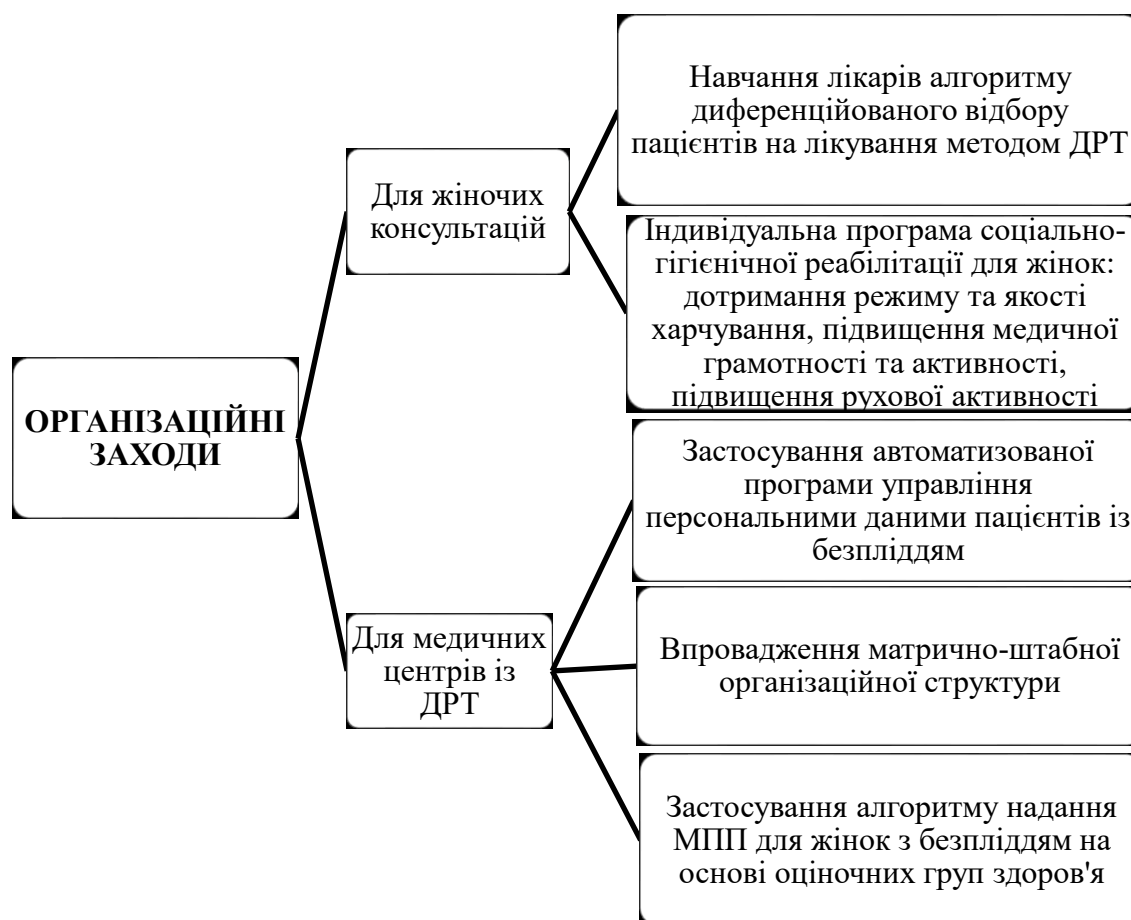 ОРГАНІЗАЦІЙНІ
ЗАХОДИ
Для жіночих
консультацій
Навчання лікарів алгоритму
диференційованого відбору
пацієнтів на лікування методом ДРТ
Індивідуальна програма соціально-
гігієнічної реабілітації для жінок:
дотримання режиму та якості
харчування, підвищення медичної
грамотності та активності,
підвищення рухової активності
Для медичних
центрів із
ДРТ
Застосування автоматизованої
програми управління
персональними даними пацієнтів із
безпліддям
Впровадження матрично-штабної
організаційної структури
Застосування алгоритму надання
МПП для жінок з безпліддям на
основі оціночних груп здоров'я